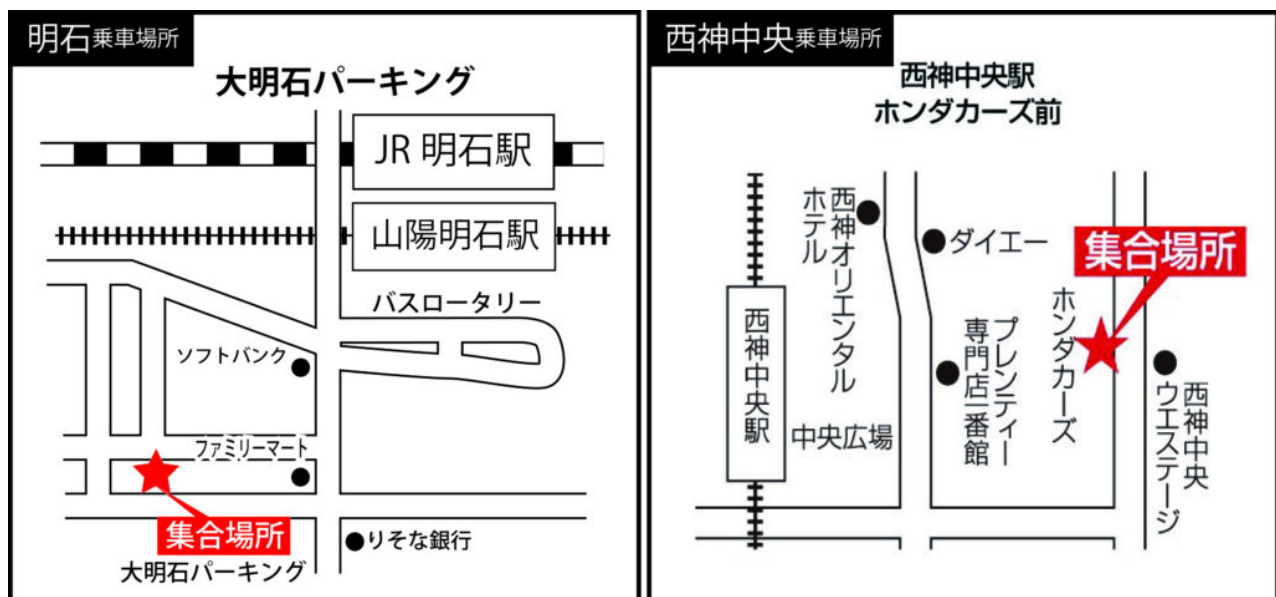 明石乗車場所
大明石パーキング
JR 明石駅
山陽明石駅
バスロータリー
ソフトバンク
ファミリーマート
集合場所
りそな銀行
大明石パーキング
西神中央乗車場所
西神中央駅
ホンダカーズ前
西神オリエンタル
ホテル
ダイエー
集合場所
西神中央駅
ホンダカーズ
プレンティー
専門店一番館
中央広場
西神中央
ウエステージ